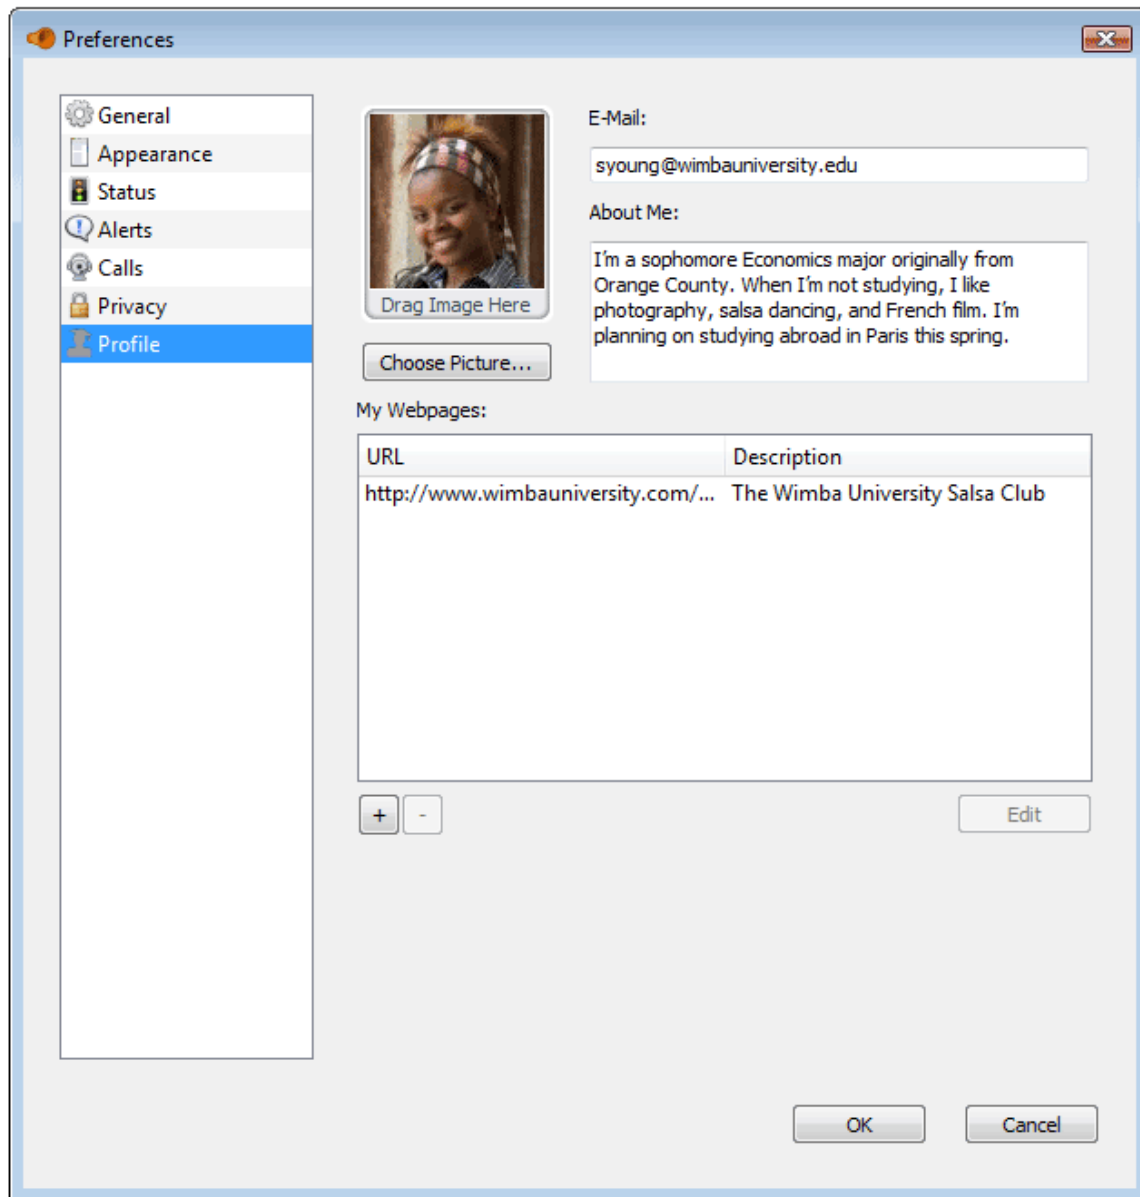 Preferences
General
Appearance
Status
Alerts
Calls
Privacy
Profile
Drag Image Here
Choose Picture...
E-Mail:
syoung@wimbauniversity.edu
About Me:
I'm a sophomore Economics major originally from
Orange County. When I'm not studying, I like
photography, salsa dancing, and French film. I'm
planning on studying abroad in Paris this spring.
My Webpages:
URL Description
http://www.wimbauniversity.com/... The Wimba University Salsa Club
+ - Edit
OK Cancel